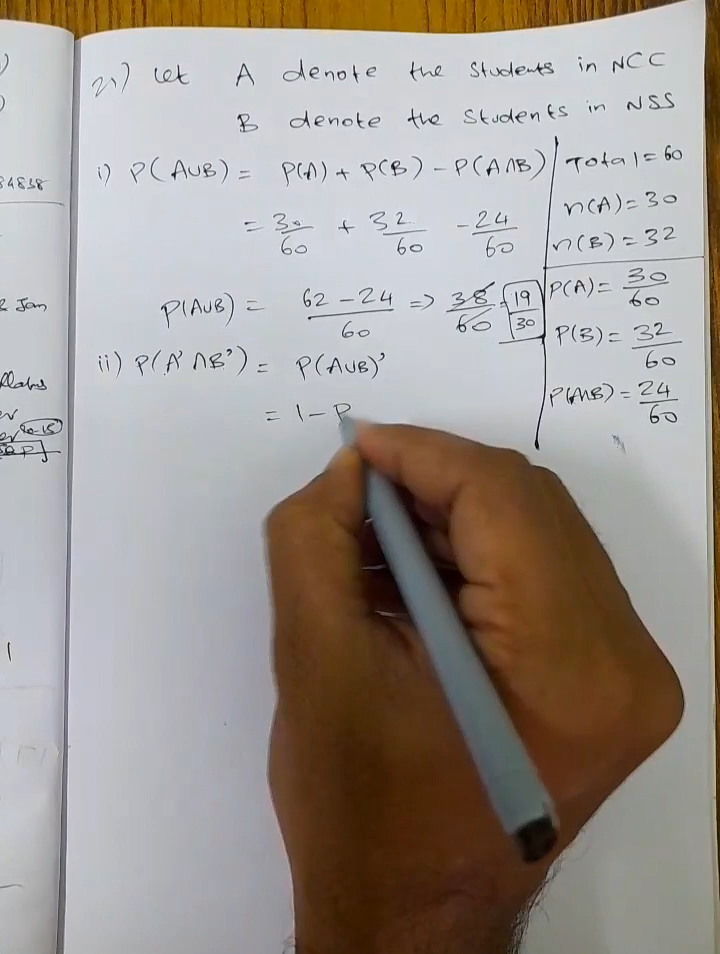 21) Let A denote the students in NCC
B denote the students in NSS
i) P(A∪B) = P(A) + P(B) - P(A∩B)
= 30/60 + 32/60 - 24/60
P(A∪B) = 62 - 24/60 => 38/60 = 19/30
ii) P(A' ∩ B') = P(A∪B)'
= 1 - P
Total = 60
n(A) = 30
n(B) = 32
P(A) = 30/60
P(B) = 32/60
P(A∩B) = 24/60
& Jan